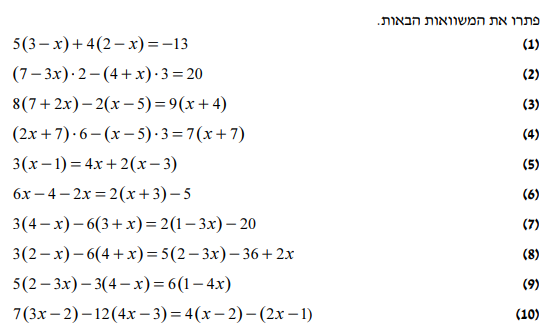 פתרו את המשוואות הבאות.
(1) 5(3−x)+4(2−x)=−13
(2) (7−3x)·2−(4+x)·3=20
(3) 8(7+2x)−2(x−5)=9(x+4)
(4) (2x+7)·6−(x−5)·3=7(x+7)
(5) 3(x−1)=4x+2(x−3)
(6) 6x−4−2x=2(x+3)−5
(7) 3(4−x)−6(3+x)=2(1−3x)−20
(8) 3(2−x)−6(4+x)=5(2−3x)−36+2x
(9) 5(2−3x)−3(4−x)=6(1−4x)
(10) 7(3x−2)−12(4x−3)=4(x−2)−(2x−1)